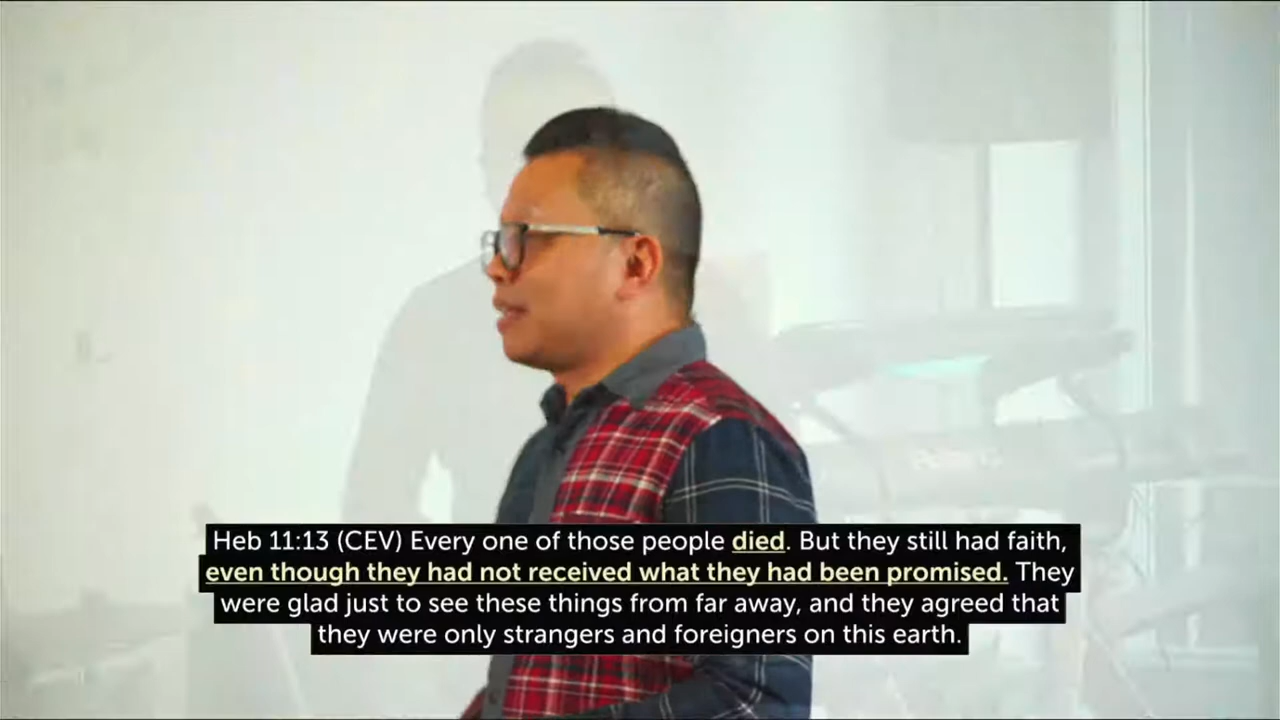 Heb 11:13 (CEV) Every one of those people died. But they still had faith,
even though they had not received what they had been promised. They
were glad just to see these things from far away, and they agreed that
they were only strangers and foreigners on this earth.